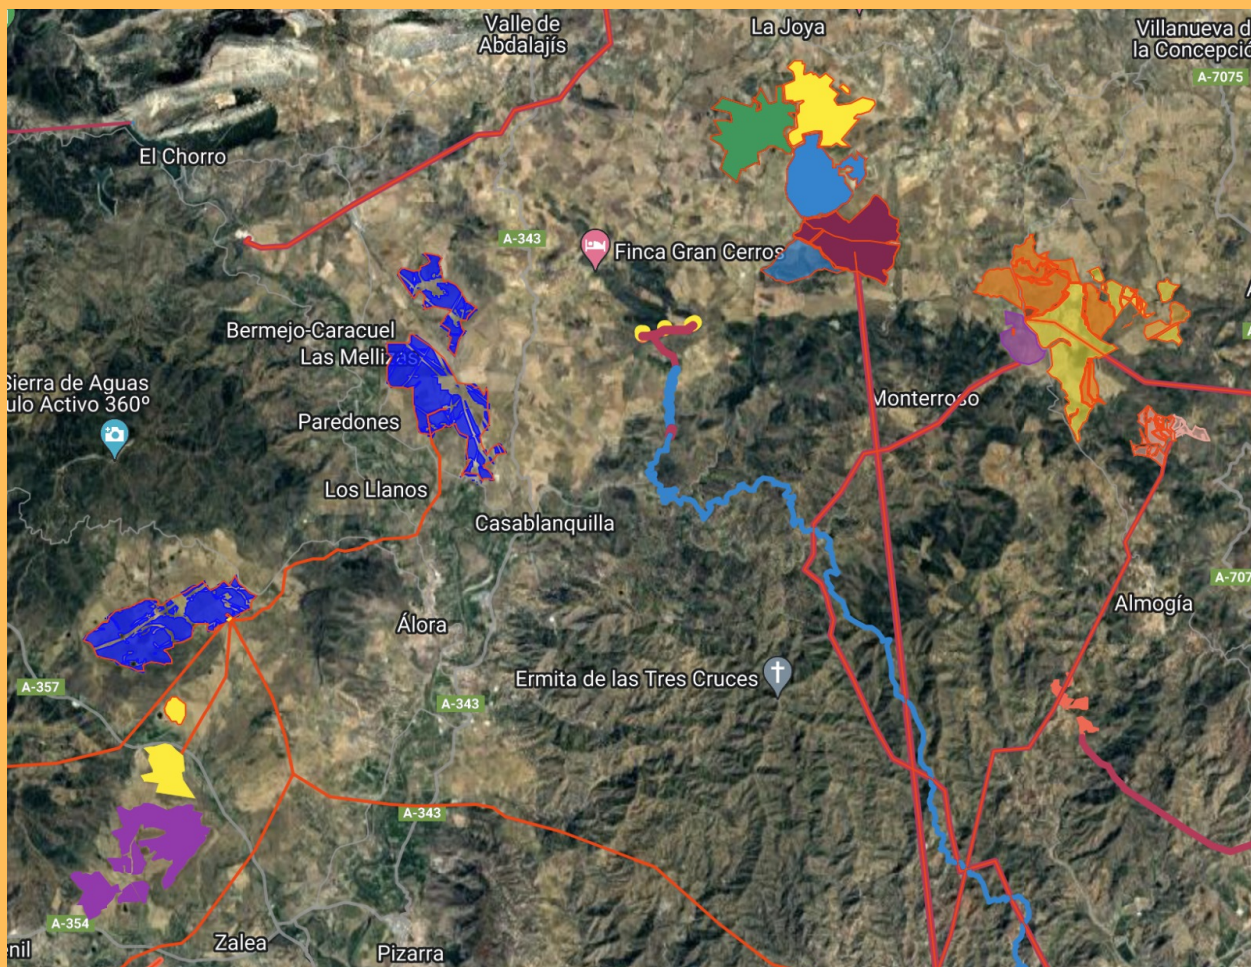 Valle de
Abdalajís
La Joya
Villanueva d
la Concepció
A-7075
El Chorro
A-343
Finca Gran Cerros
Bermejo-Caracuel
Las Mellizas
Sierra de Aguas
ulo Activo 360º
Monterroso
Paredones
Los Llanos
Casablanquilla
A-707
Almogía
Álora
Ermita de las Tres Cruces
A-357
A-343
A-343
A-354
nil
Zalea
Pizarra